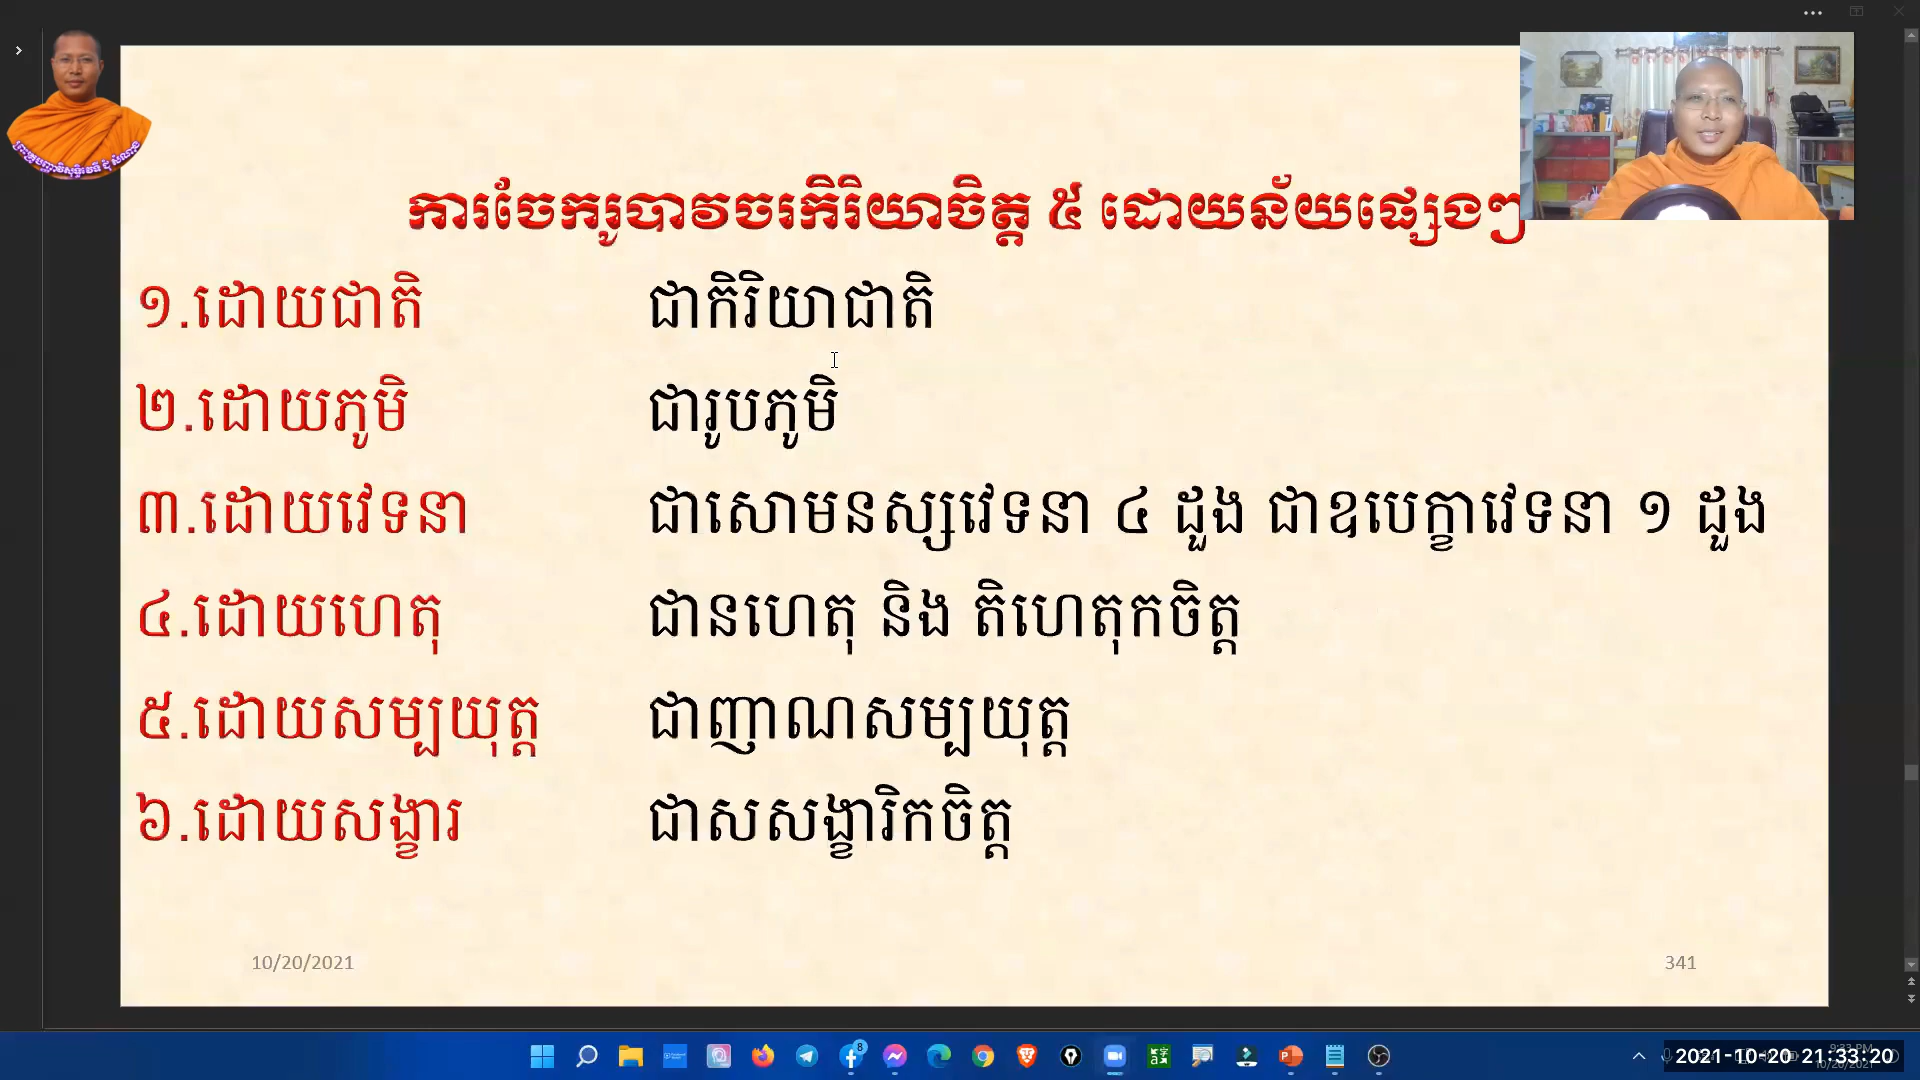 ការចែករូបាវចរកិរិយាចិត្ត ៥ ដោយន័យផ្សេងៗ
១.ដោយជាតិ ជាកិរិយាជាតិ
២.ដោយភូមិ ជារូបភូមិ
៣.ដោយវេទនា ជាសោមនស្សវេទនា ៤ ដួង ជាឧបេក្ខាវេទនា ១ ដួង
៤.ដោយហេតុ ជានហេតុ និង តិហេតុកចិត្ត
៥.ដោយសម្បយុត្ត ជាញាណសម្បយុត្ត
៦.ដោយសង្ខារ ជាសសង្ខារិកចិត្ត
10/20/2021 341
2021-10-20 21:33:20